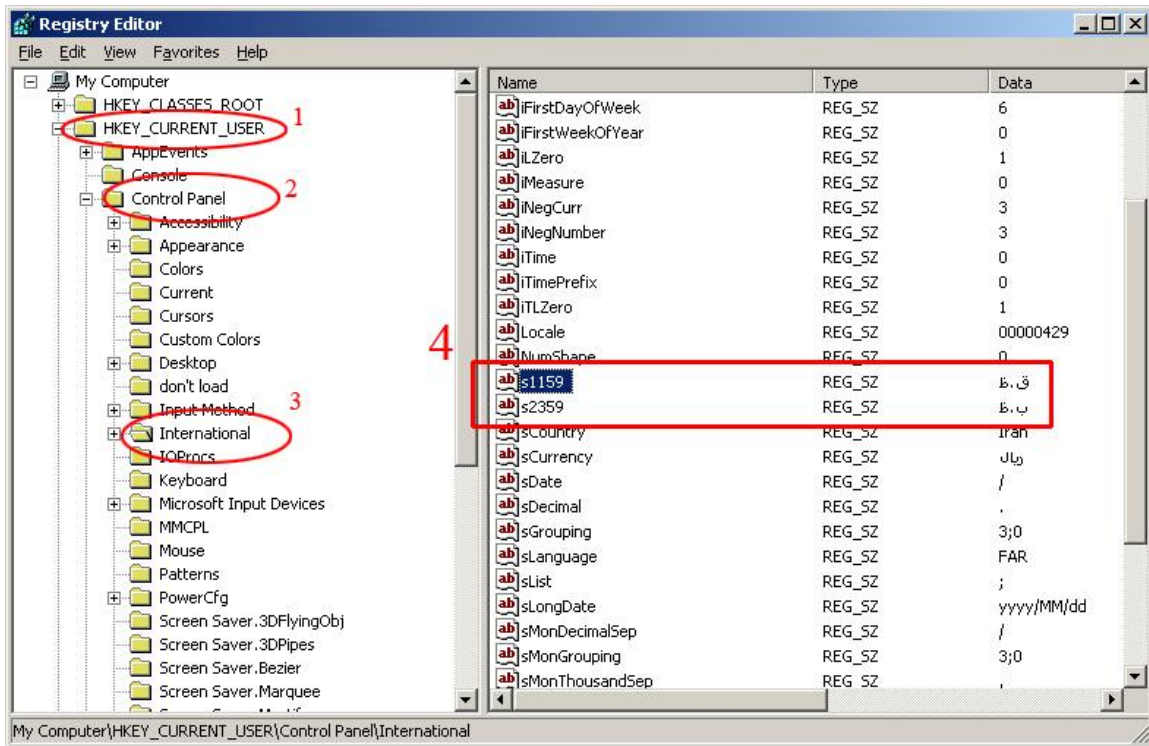 Registry Editor
File Edit View Favorites Help
My Computer
HKEY_CLASSES_ROOT
HKEY_CURRENT_USER 1
AppEvents
Console
Control Panel 2
Accessibility
Appearance
Colors
Current
Cursors
Custom Colors
Desktop
don't load
Input Method
International 3
IOProcs
Keyboard
Microsoft Input Devices
MMCPL
Mouse
Patterns
PowerCfg
Screen Saver.3DFlyingObj
Screen Saver.3DPipes
Screen Saver.Bezier
Screen Saver.Marquee
4
Name Type Data
iFirstDayOfWeek REG_SZ 6
iFirstWeekOfYear REG_SZ 0
iLZero REG_SZ 1
iMeasure REG_SZ 0
iNegCurr REG_SZ 3
iNegNumber REG_SZ 3
iTime REG_SZ 0
iTimePrefix REG_SZ 0
iTLZero REG_SZ 1
Locale REG_SZ 00000429
NumShape REG_SZ 0
s1159 REG_SZ ق.ظ
s2359 REG_SZ ب.ظ
sCountry REG_SZ Iran
sCurrency REG_SZ ريال
sDate REG_SZ /
sDecimal REG_SZ .
sGrouping REG_SZ 3;0
sLanguage REG_SZ FAR
sList REG_SZ ;
sLongDate REG_SZ yyyy/MM/dd
sMonDecimalSep REG_SZ /
sMonGrouping REG_SZ 3;0
sMonThousandSep REG_SZ ,
My Computer\HKEY_CURRENT_USER\Control Panel\International